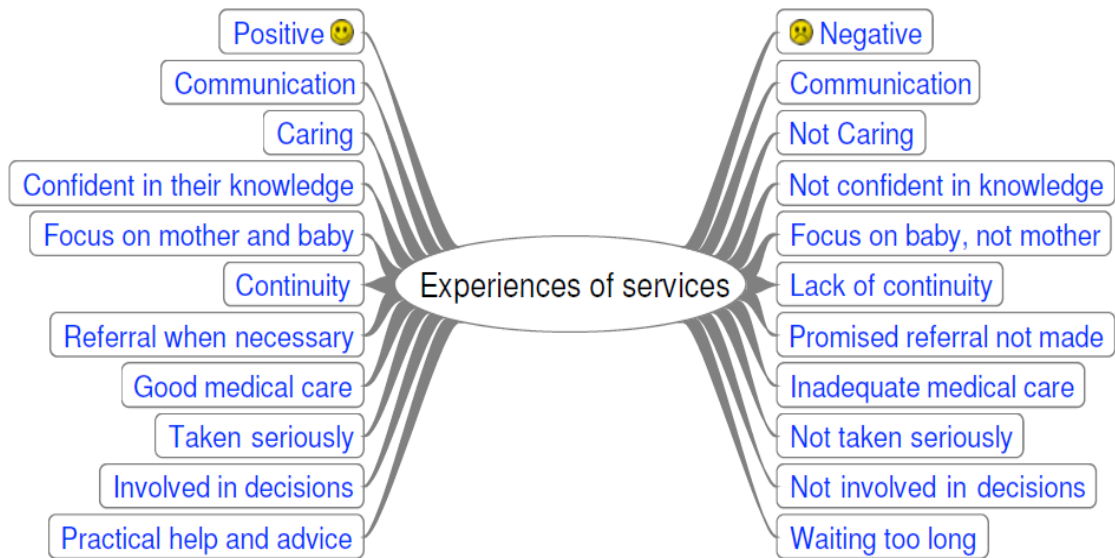 Positive
Communication
Caring
Confident in their knowledge
Focus on mother and baby
Continuity
Referral when necessary
Good medical care
Taken seriously
Involved in decisions
Practical help and advice
Experiences of services
Negative
Communication
Not Caring
Not confident in knowledge
Focus on baby, not mother
Lack of continuity
Promised referral not made
Inadequate medical care
Not taken seriously
Not involved in decisions
Waiting too long